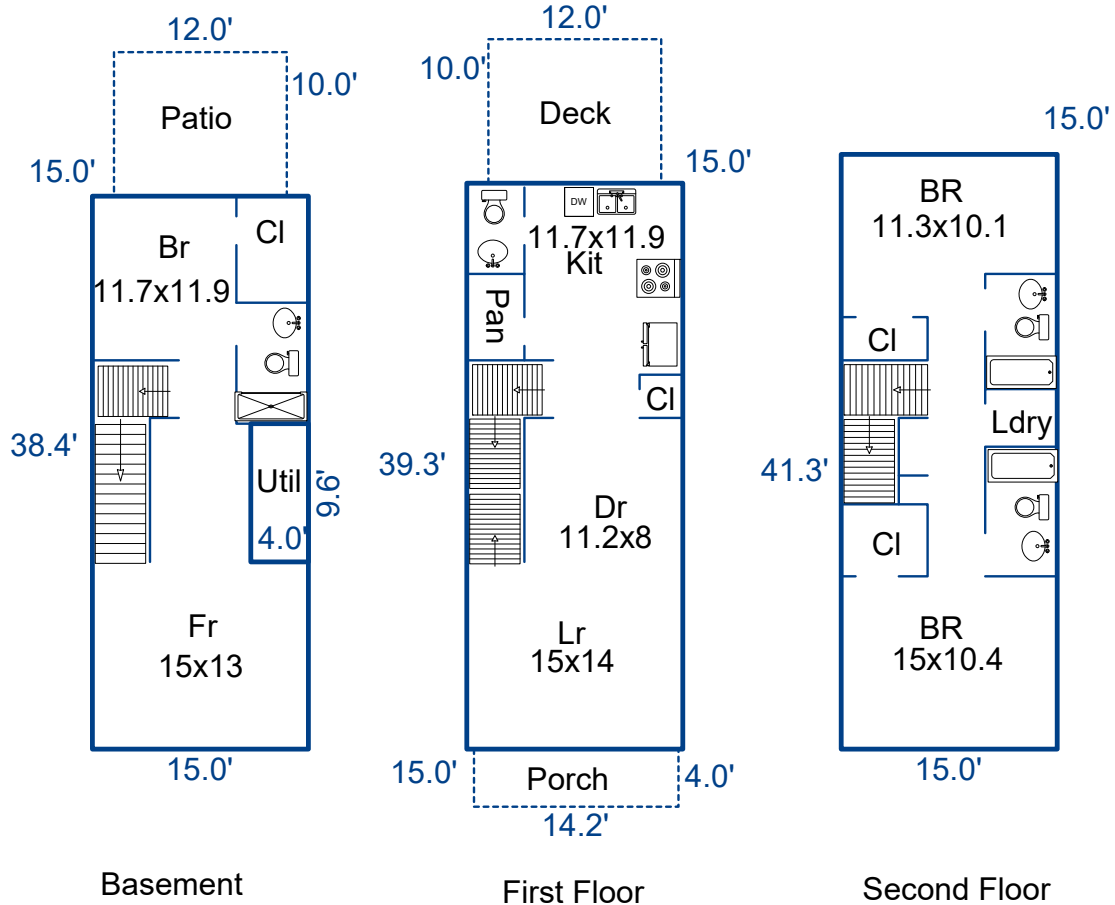 12.0'
10.0'
Patio
15.0'
Br
11.7x11.9
Cl
38.4'
Util
9.6'
4.0'
Fr
15x13
15.0'
Basement
12.0'
10.0'
Deck
15.0'
DW
11.7x11.9
Kit
Pan
Cl
39.3'
Dr
11.2x8
Lr
15x14
15.0'
Porch
4.0'
14.2'
First Floor
15.0'
BR
11.3x10.1
Cl
Ldry
41.3'
Cl
BR
15x10.4
15.0'
Second Floor